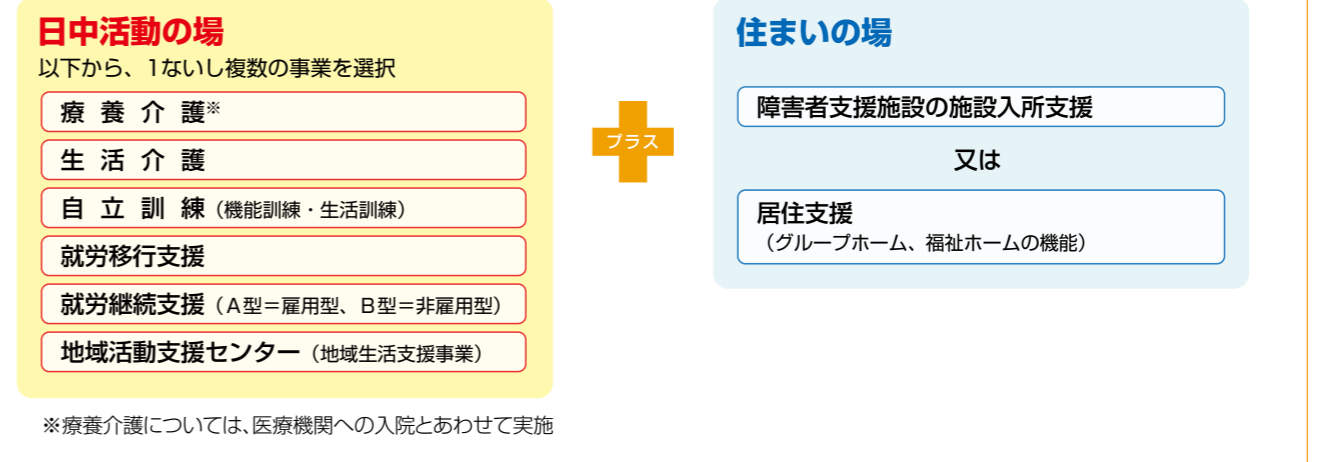 日中活動の場
以下から、1ないし複数の事業を選択
療養介護※
生活介護
自立訓練（機能訓練・生活訓練）
就労移行支援
就労継続支援（A型＝雇用型、B型＝非雇用型）
地域活動支援センター（地域生活支援事業）
※療養介護については、医療機関への入院とあわせて実施
プラス
住まいの場
障害者支援施設の施設入所支援
又は
居住支援
（グループホーム、福祉ホームの機能）